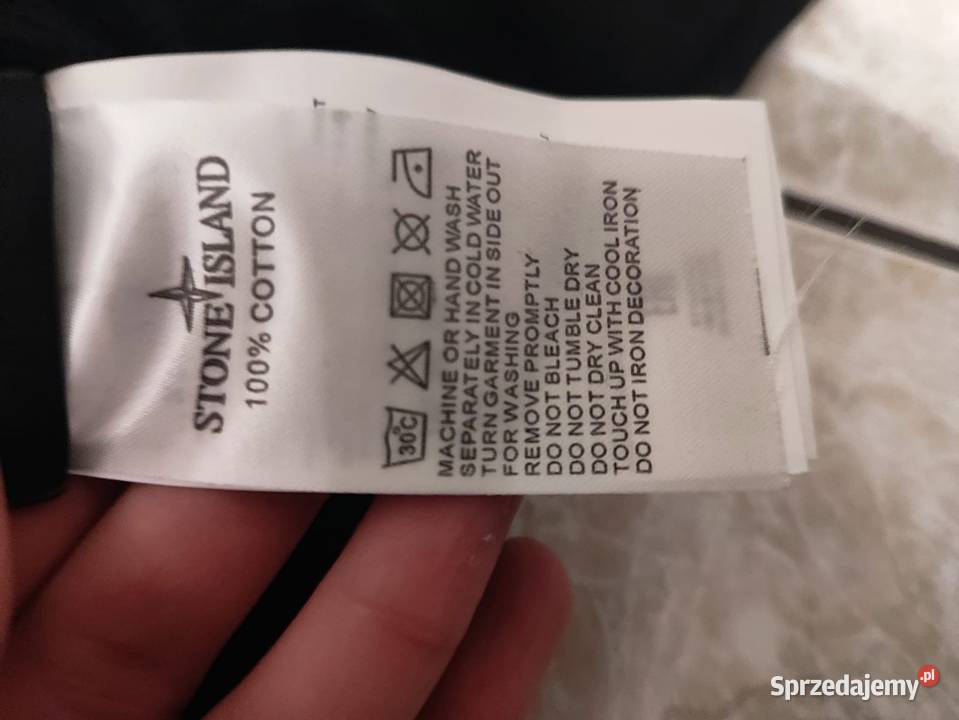 STONE ISLAND
100% COTTON
30°C
MACHINE OR HAND WASH
SEPARATELY IN COLD WATER
TURN GARMENT IN SIDE OUT
FOR WASHING
REMOVE PROMPTLY
DO NOT BLEACH
DO NOT TUMBLE DRY
DO NOT DRY CLEAN
TOUCH UP WITH COOL IRON
DO NOT IRON DECORATION
Sprzedajemy.pl